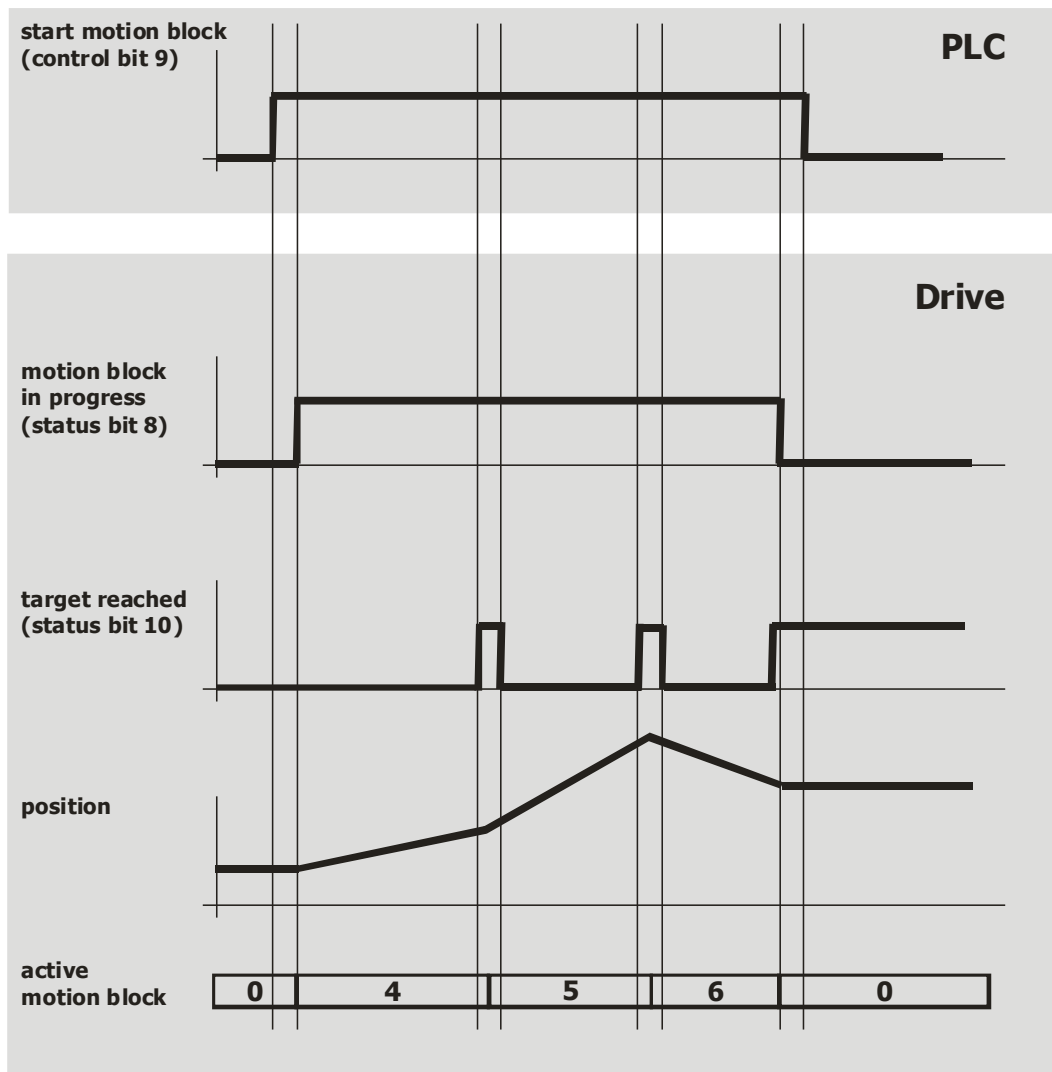 start motion block
(control bit 9)
PLC
Drive
motion block
in progress
(status bit 8)
target reached
(status bit 10)
position
active
motion block
0 4 5 6 0